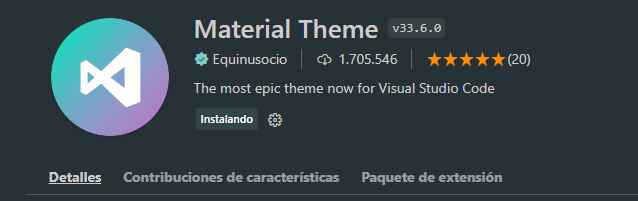 Material Theme v33.6.0
Equinusocio 1.705.546 (20)
The most epic theme now for Visual Studio Code
Instalando
Detalles Contribuciones de características Paquete de extensión